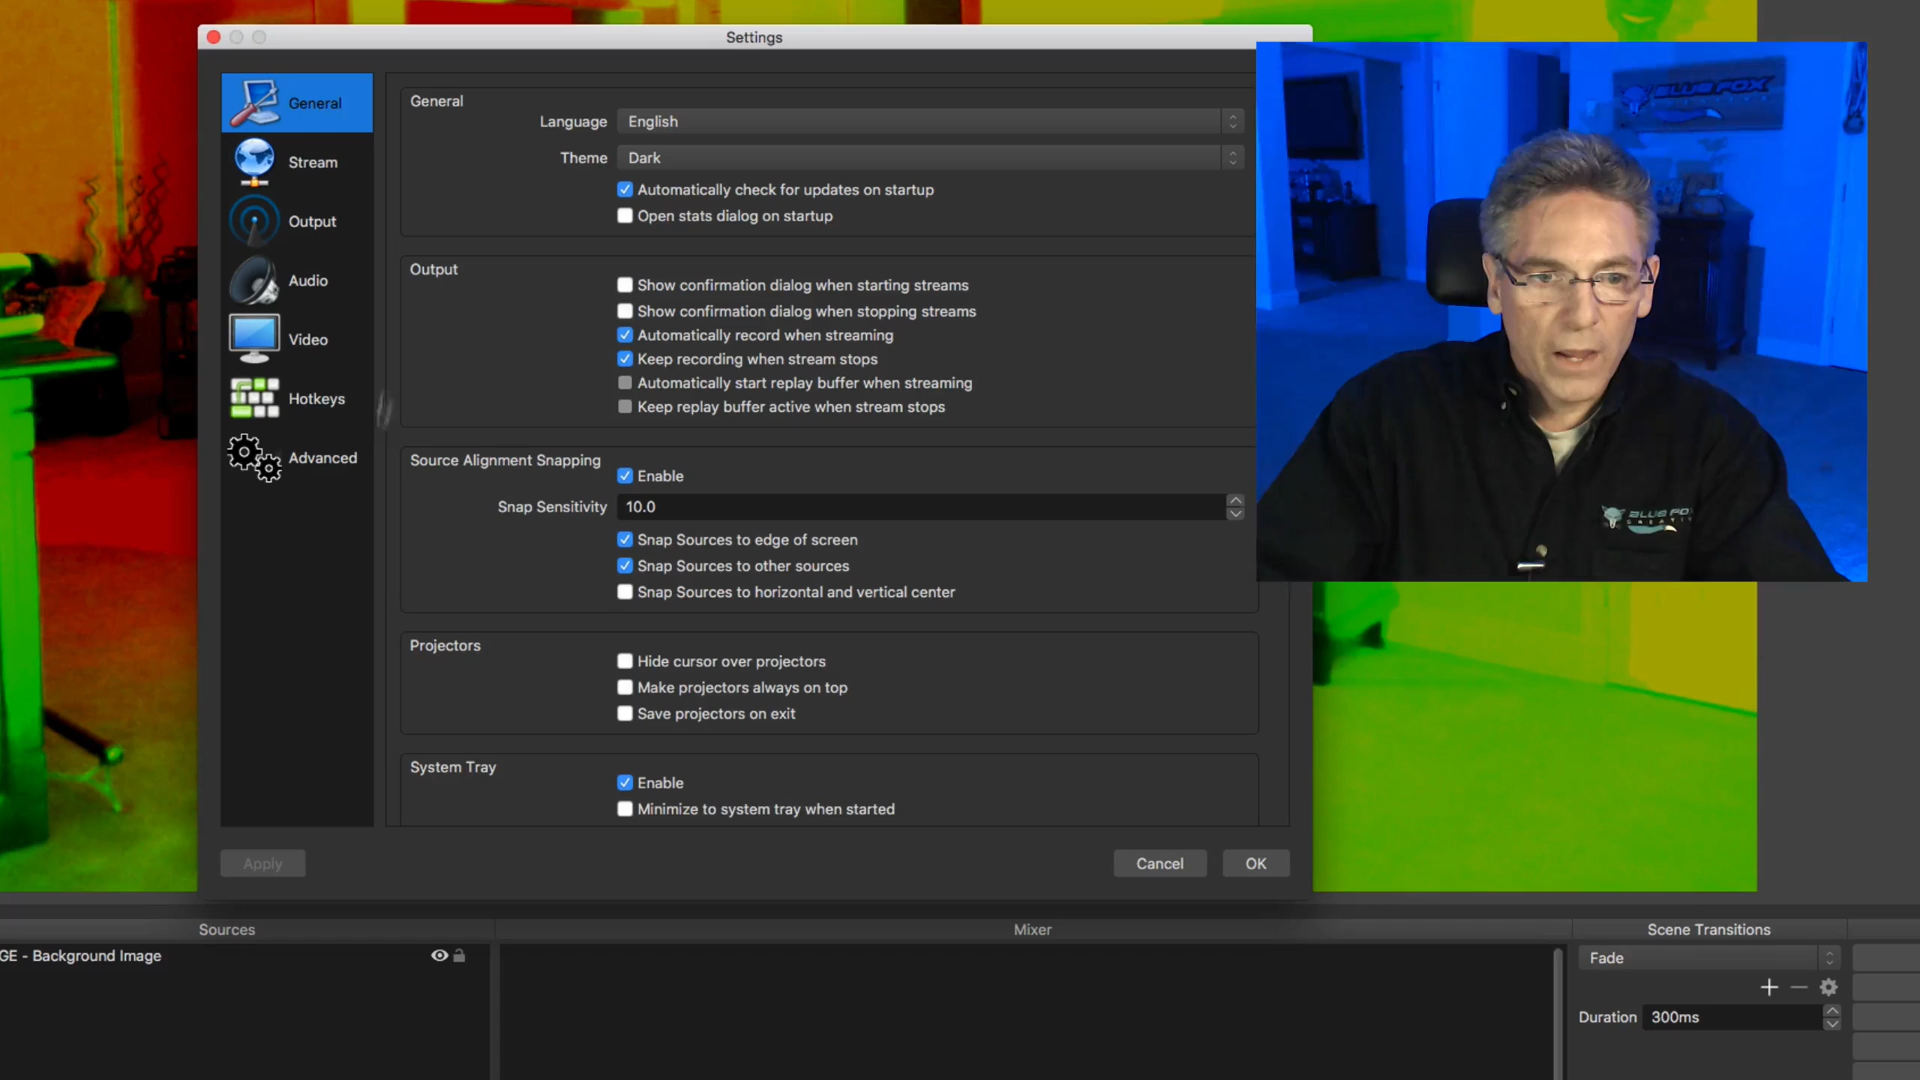 Settings
General
Stream
Output
Audio
Video
Hotkeys
Advanced
General
Language English
Theme Dark
Automatically check for updates on startup
Open stats dialog on startup
Output
Show confirmation dialog when starting streams
Show confirmation dialog when stopping streams
Automatically record when streaming
Keep recording when stream stops
Automatically start replay buffer when streaming
Keep replay buffer active when stream stops
Source Alignment Snapping
Enable
Snap Sensitivity 10.0
Snap Sources to edge of screen
Snap Sources to other sources
Snap Sources to horizontal and vertical center
Projectors
Hide cursor over projectors
Make projectors always on top
Save projectors on exit
System Tray
Enable
Minimize to system tray when started
Apply
Cancel
OK
BLUE FOX
BLUE FOX
Sources
Mixer
Scene Transitions
GE - Background Image
Fade
Duration 300ms